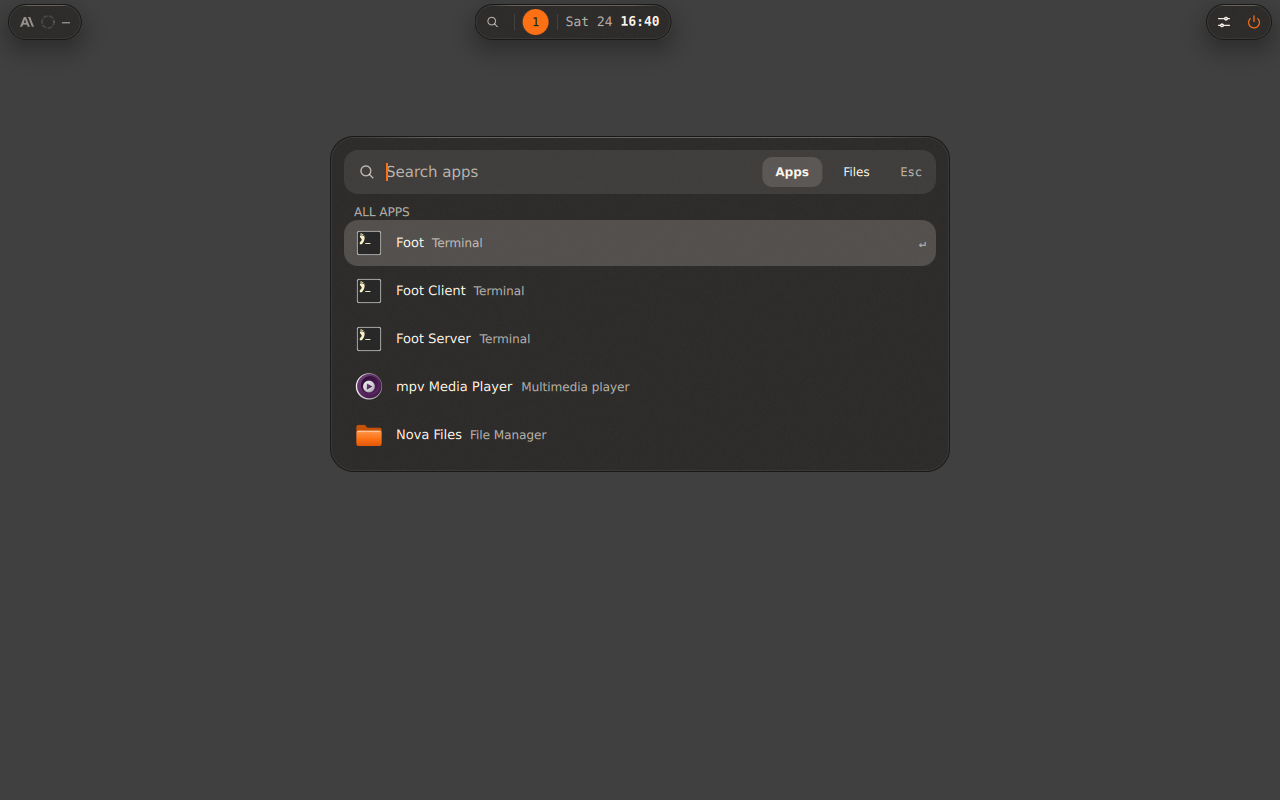 A\ –
1 Sat 24 16:40
Search apps Apps Files Esc
ALL APPS
Foot Terminal ↵
Foot Client Terminal
Foot Server Terminal
mpv Media Player Multimedia player
Nova Files File Manager